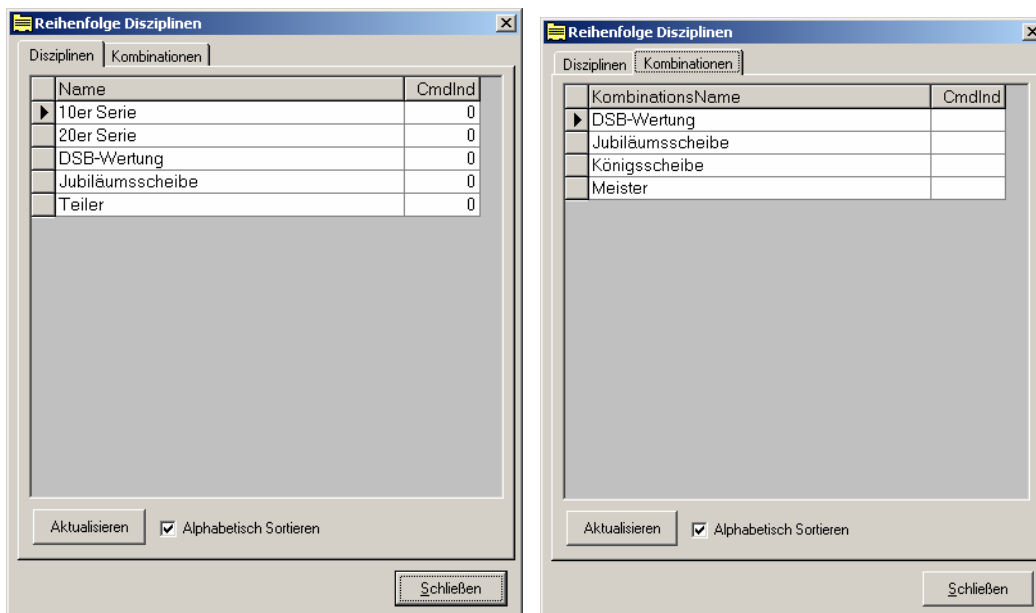 Reihenfolge Disziplinen
Disziplinen Kombinationen
Name CmdInd
10er Serie 0
20er Serie 0
DSB-Wertung 0
Jubiläumsscheibe 0
Teiler 0
Aktualisieren Alphabetisch Sortieren
Schließen
Reihenfolge Disziplinen
Disziplinen Kombinationen
KombinationsName CmdInd
DSB-Wertung
Jubiläumsscheibe
Königsscheibe
Meister
Aktualisieren Alphabetisch Sortieren
Schließen